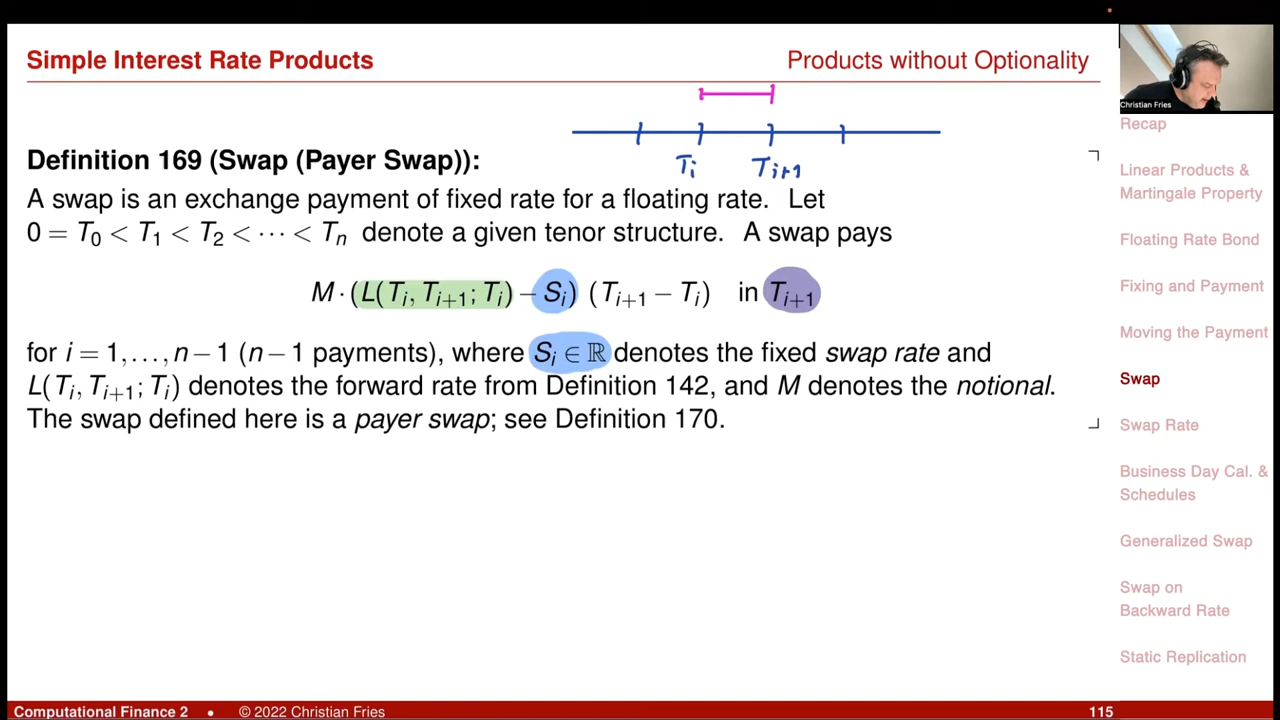 Simple Interest Rate Products
Products without Optionality
T_i T_{i+1}
Definition 169 (Swap (Payer Swap)):
A swap is an exchange payment of fixed rate for a floating rate. Let
0 = T_0 < T_1 < T_2 < ⋯ < T_n denote a given tenor structure. A swap pays
M · (L(T_i, T_{i+1}; T_i) − S_i) (T_{i+1} − T_i) in T_{i+1}
for i = 1, …, n − 1 (n − 1 payments), where S_i ∈ ℝ denotes the fixed swap rate and
L(T_i, T_{i+1}; T_i) denotes the forward rate from Definition 142, and M denotes the notional.
The swap defined here is a payer swap; see Definition 170.
Christian Fries
Recap
Linear Products &
Martingale Property
Floating Rate Bond
Fixing and Payment
Moving the Payment
Swap
Swap Rate
Business Day Cal. &
Schedules
Generalized Swap
Swap on
Backward Rate
Static Replication
Computational Finance 2 • © 2022 Christian Fries
115